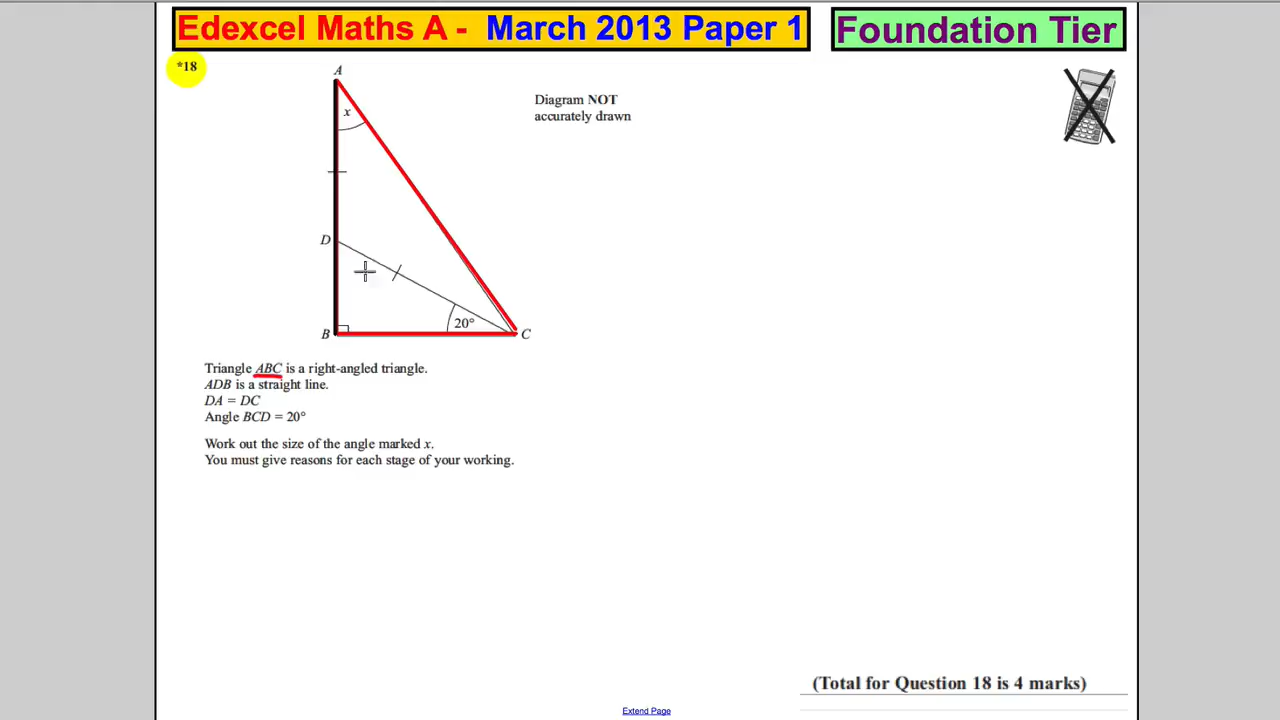 Edexcel Maths A - March 2013 Paper 1
Foundation Tier
*18
A
Diagram NOT
accurately drawn
x
D
20°
B
C
Triangle ABC is a right-angled triangle.
ADB is a straight line.
DA = DC
Angle BCD = 20°
Work out the size of the angle marked x.
You must give reasons for each stage of your working.
(Total for Question 18 is 4 marks)
Extend Page